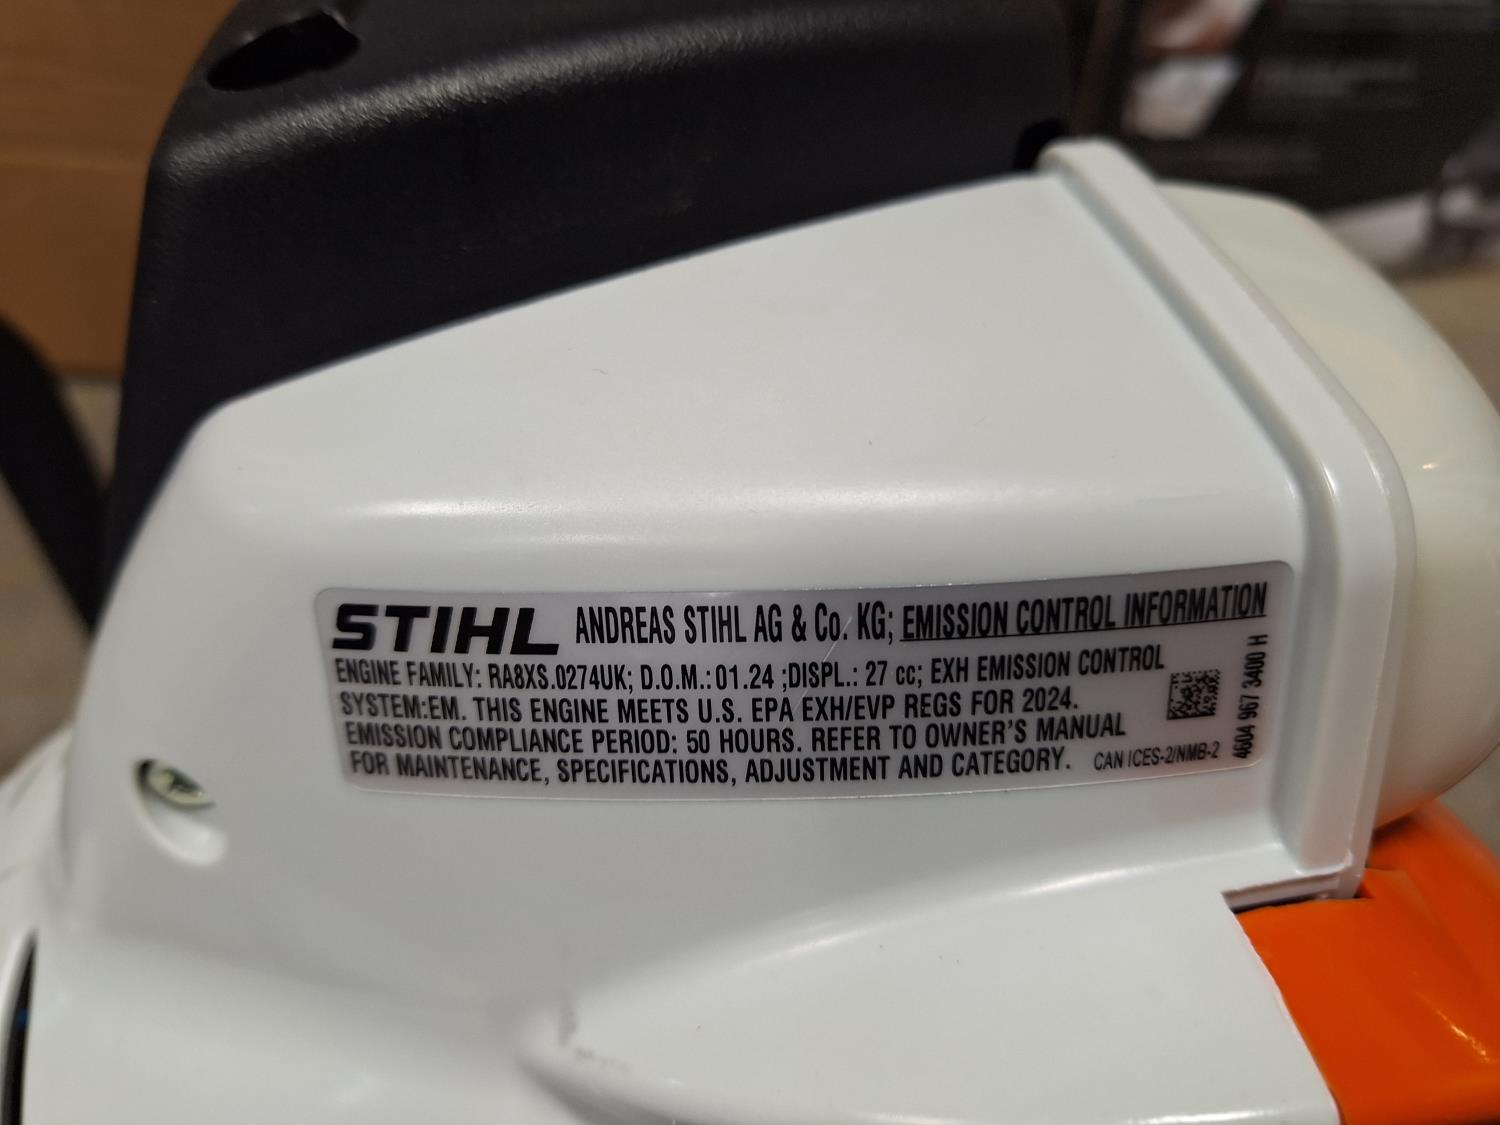 STIHL ANDREAS STIHL AG & Co. KG; EMISSION CONTROL INFORMATION
ENGINE FAMILY: RA8XS.0274UK; D.O.M.: 01.24 ;DISPL.: 27 cc; EXH EMISSION CONTROL
SYSTEM:EM. THIS ENGINE MEETS U.S. EPA EXH/EVP REGS FOR 2024.
EMISSION COMPLIANCE PERIOD: 50 HOURS. REFER TO OWNER'S MANUAL
FOR MAINTENANCE, SPECIFICATIONS, ADJUSTMENT AND CATEGORY.
CAN ICES-2/NMB-2
4604 967 3400 H